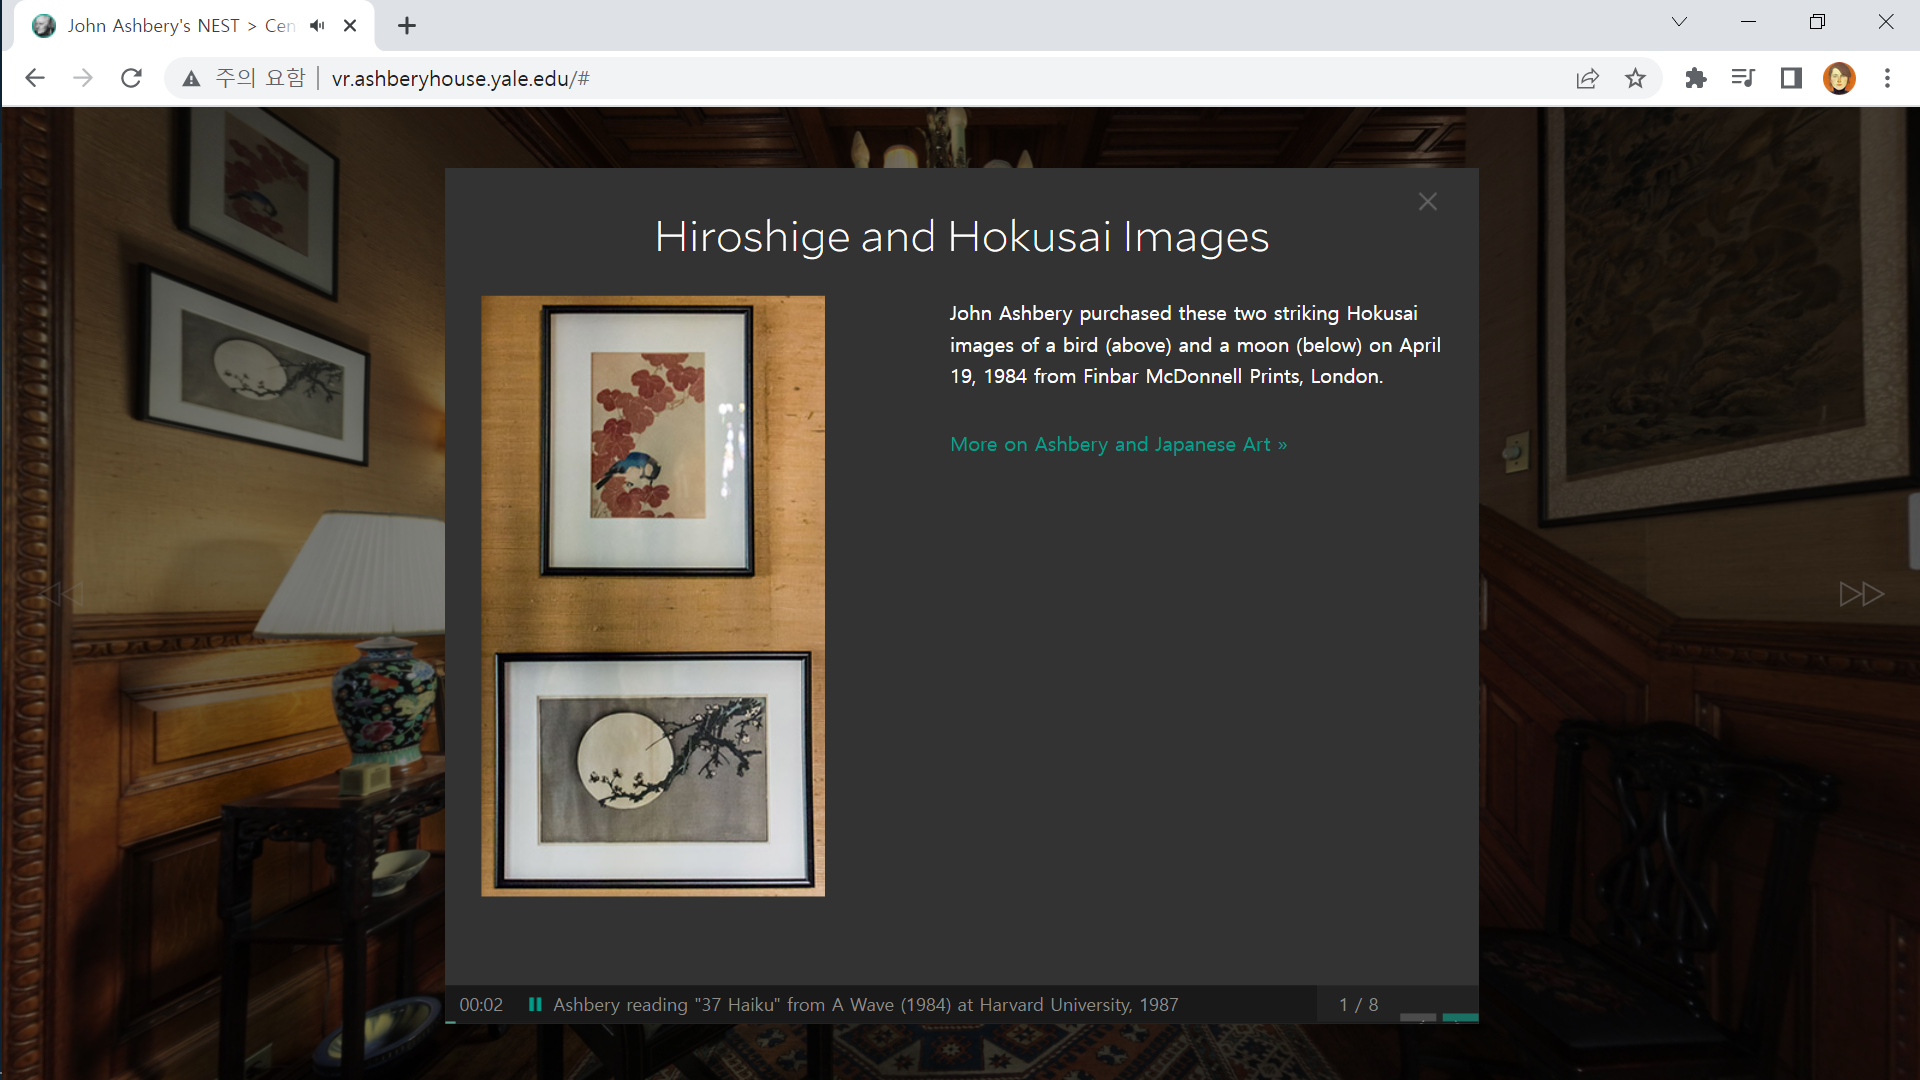 John Ashbery's NEST > Cen
주의 요함
vr.ashberyhouse.yale.edu/#
Hiroshige and Hokusai Images
John Ashbery purchased these two striking Hokusai
images of a bird (above) and a moon (below) on April
19, 1984 from Finbar McDonnell Prints, London.
More on Ashbery and Japanese Art »
00:02
Ashbery reading "37 Haiku" from A Wave (1984) at Harvard University, 1987
1 / 8